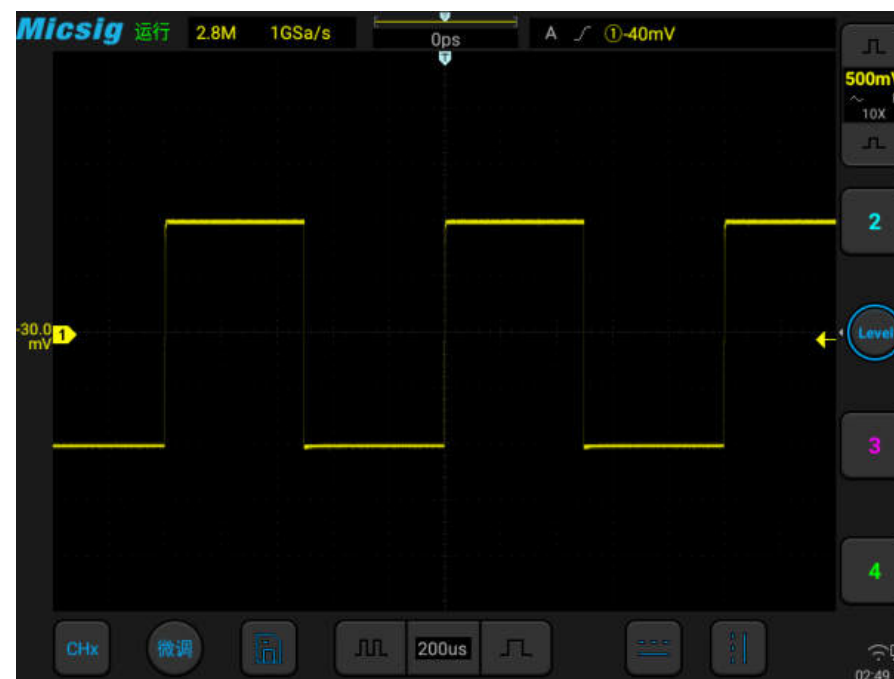 Micsig 运行 2.8M 1GSa/s 0ps A ①-40mV
T
500mV
10X
2
-30.0
mV
1
Level
3
4
CHx 微调 200us
02:49